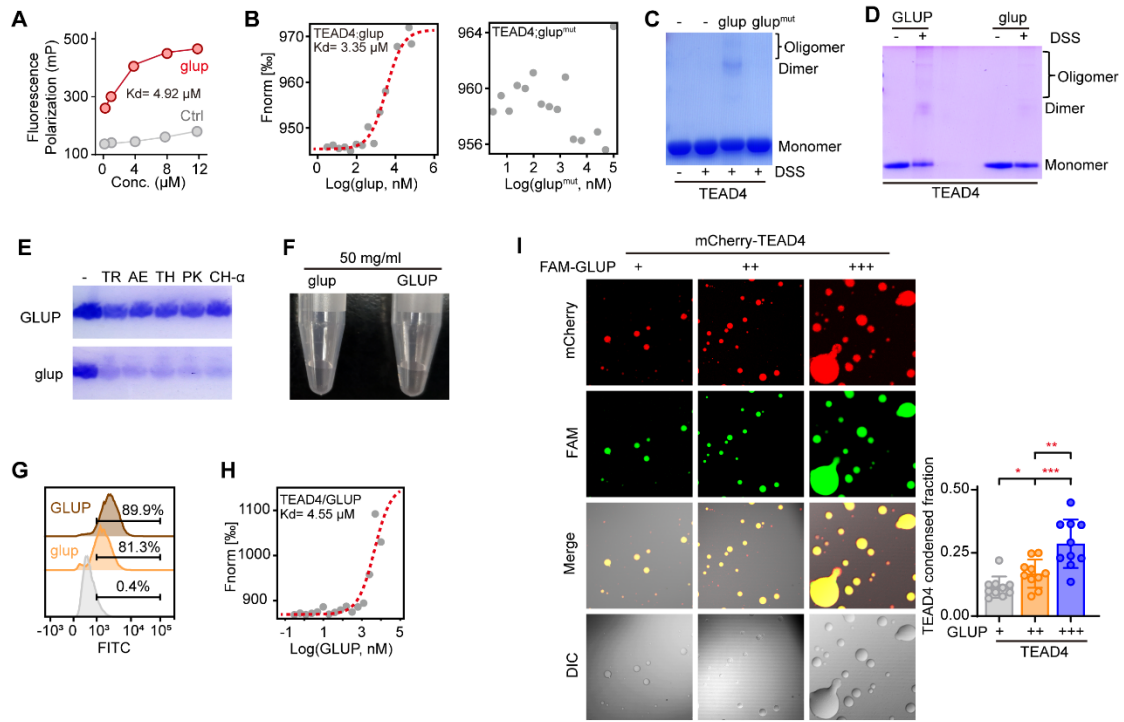 A
Fluorescence
Polarization (mP)
500
300
100
glup
Kd= 4.92 µM
Ctrl
0 4 8 12
Conc. (µM)
B
Fnorm [‰]
970
960
950
TEAD4:glup
Kd= 3.35 µM
0 2 4 6
Log(glup, nM)
964
960
956
TEAD4:glupmut
1 2 3 4 5
Log(glupmut, nM)
C
- - glup glupmut
Oligomer
Dimer
Monomer
- + + + DSS
TEAD4
D
GLUP glup
- + - + DSS
Oligomer
Dimer
Monomer
TEAD4
E
- TR AE TH PK CH-α
GLUP
glup
F
50 mg/ml
glup GLUP
G
GLUP
89.9%
glup
81.3%
0.4%
-10³ 0 10³ 10⁴ 10⁵
FITC
H
Fnorm [‰]
1100
1000
900
TEAD4/GLUP
Kd= 4.55 µM
-1 1 3 5
Log(GLUP, nM)
I
mCherry-TEAD4
FAM-GLUP + ++ +++
mCherry
FAM
Merge
DIC
TEAD4 condensed fraction
**
* ***
0.50
0.25
0.00
GLUP + ++ +++
TEAD4